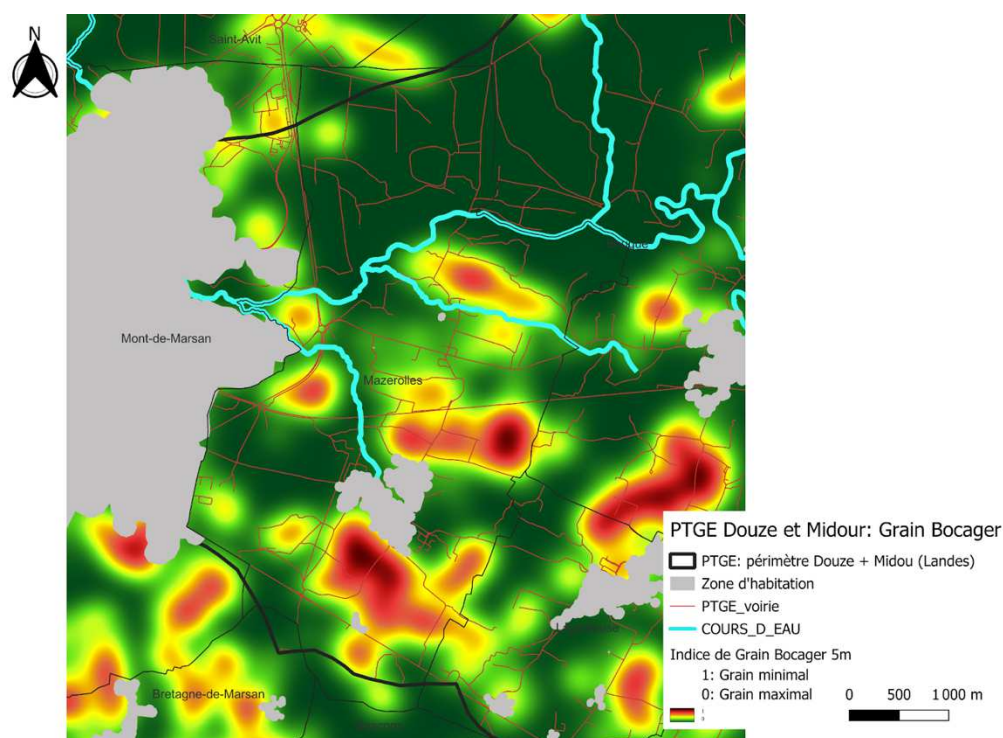 N
Saint-Avit
Mont-de-Marsan
Mazerolles
Bretagne-de-Marsan
PTGE Douze et Midour: Grain Bocager
PTGE: périmètre Douze + Midou (Landes)
Zone d'habitation
PTGE_voirie
COURS_D_EAU
Indice de Grain Bocager 5m
1: Grain minimal
0: Grain maximal
0 500 1 000 m